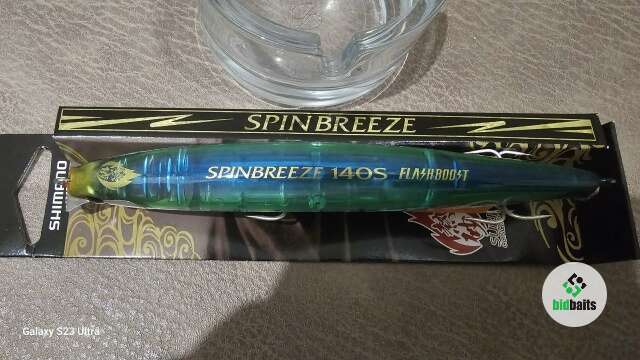 SPINBREEZE
SHIMANO
SPINBREEZE 140S FLASHBOOST
bidbaits
Galaxy S23 Ultra